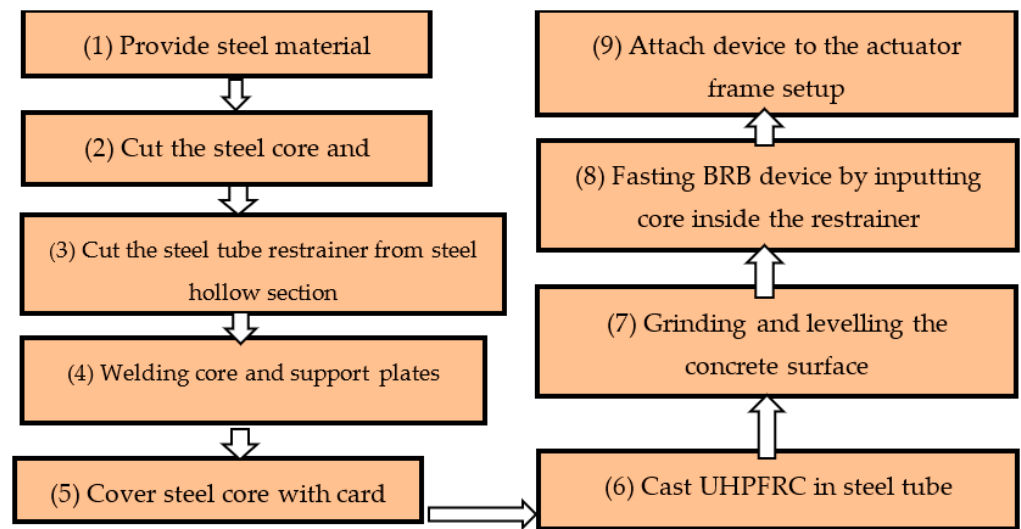 (1) Provide steel material
(2) Cut the steel core and
(3) Cut the steel tube restrainer from steel
hollow section
(4) Welding core and support plates
(5) Cover steel core with card
(6) Cast UHPFRC in steel tube
(7) Grinding and levelling the
concrete surface
(8) Fasting BRB device by inputting
core inside the restrainer
(9) Attach device to the actuator
frame setup